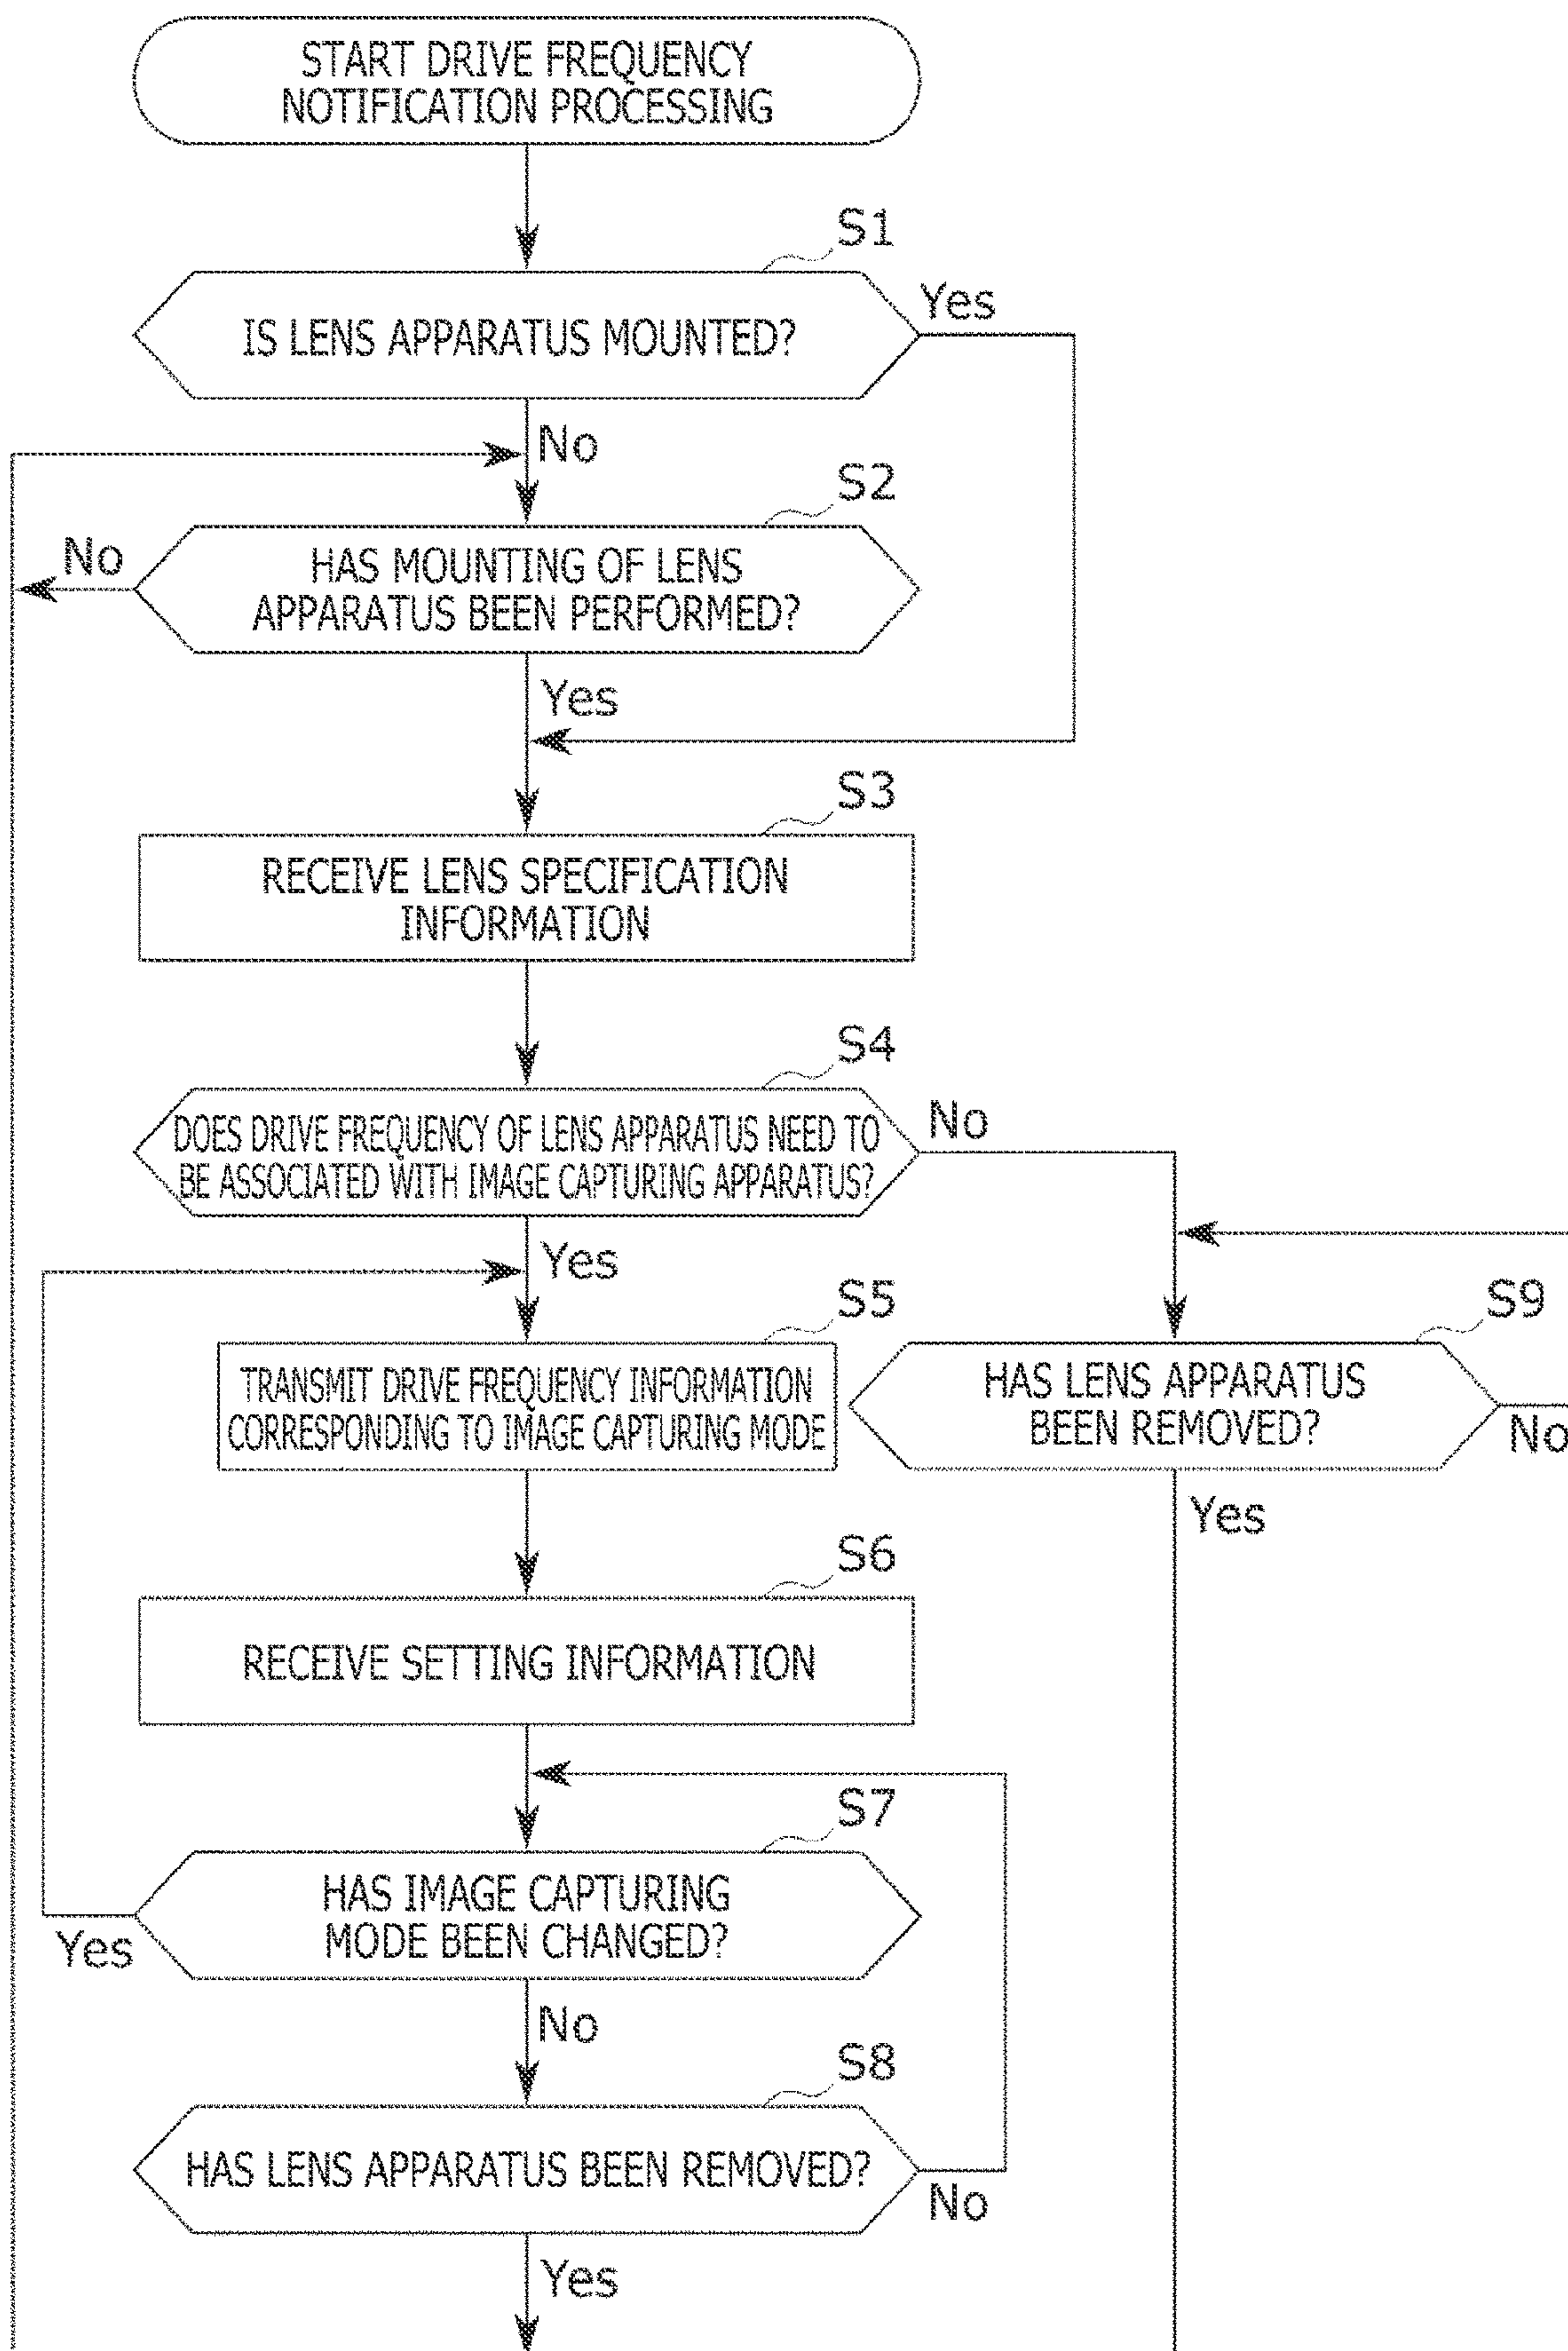 START DRIVE FREQUENCY
NOTIFICATION PROCESSING
S1
IS LENS APPARATUS MOUNTED?
Yes
No
S2
HAS MOUNTING OF LENS
APPARATUS BEEN PERFORMED?
No
Yes
S3
RECEIVE LENS SPECIFICATION
INFORMATION
S4
DOES DRIVE FREQUENCY OF LENS APPARATUS NEED TO
BE ASSOCIATED WITH IMAGE CAPTURING APPARATUS?
No
Yes
S5
TRANSMIT DRIVE FREQUENCY INFORMATION
CORRESPONDING TO IMAGE CAPTURING MODE
S9
HAS LENS APPARATUS
BEEN REMOVED?
No
Yes
S6
RECEIVE SETTING INFORMATION
S7
HAS IMAGE CAPTURING
MODE BEEN CHANGED?
Yes
No
S8
HAS LENS APPARATUS BEEN REMOVED?
No
Yes